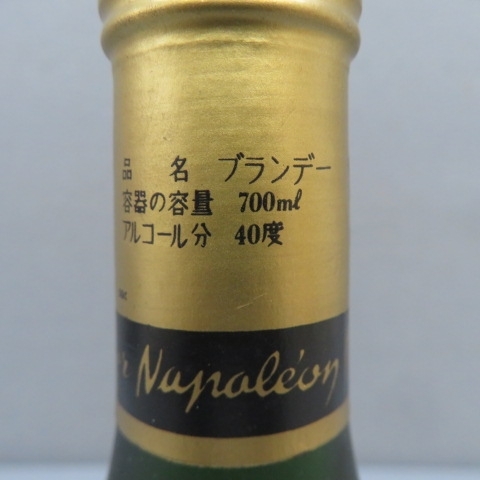 品　　名　ブランデー
容器の容量　700ml
アルコール分　40度
Napoléon